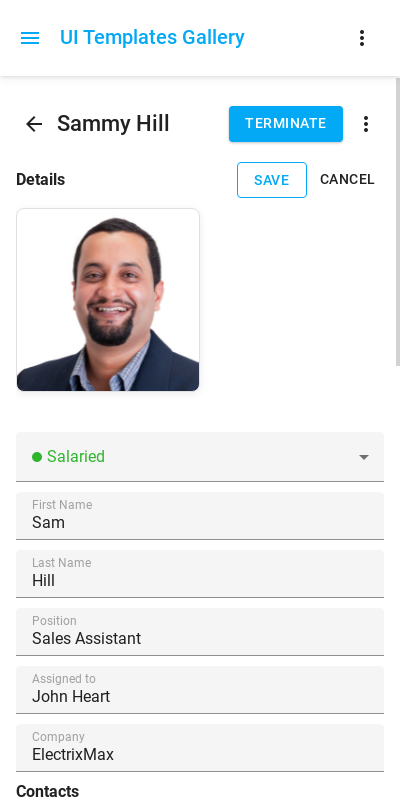 UI Templates Gallery
Sammy Hill
TERMINATE
Details
SAVE
CANCEL
Salaried
First Name
Sam
Last Name
Hill
Position
Sales Assistant
Assigned to
John Heart
Company
ElectrixMax
Contacts